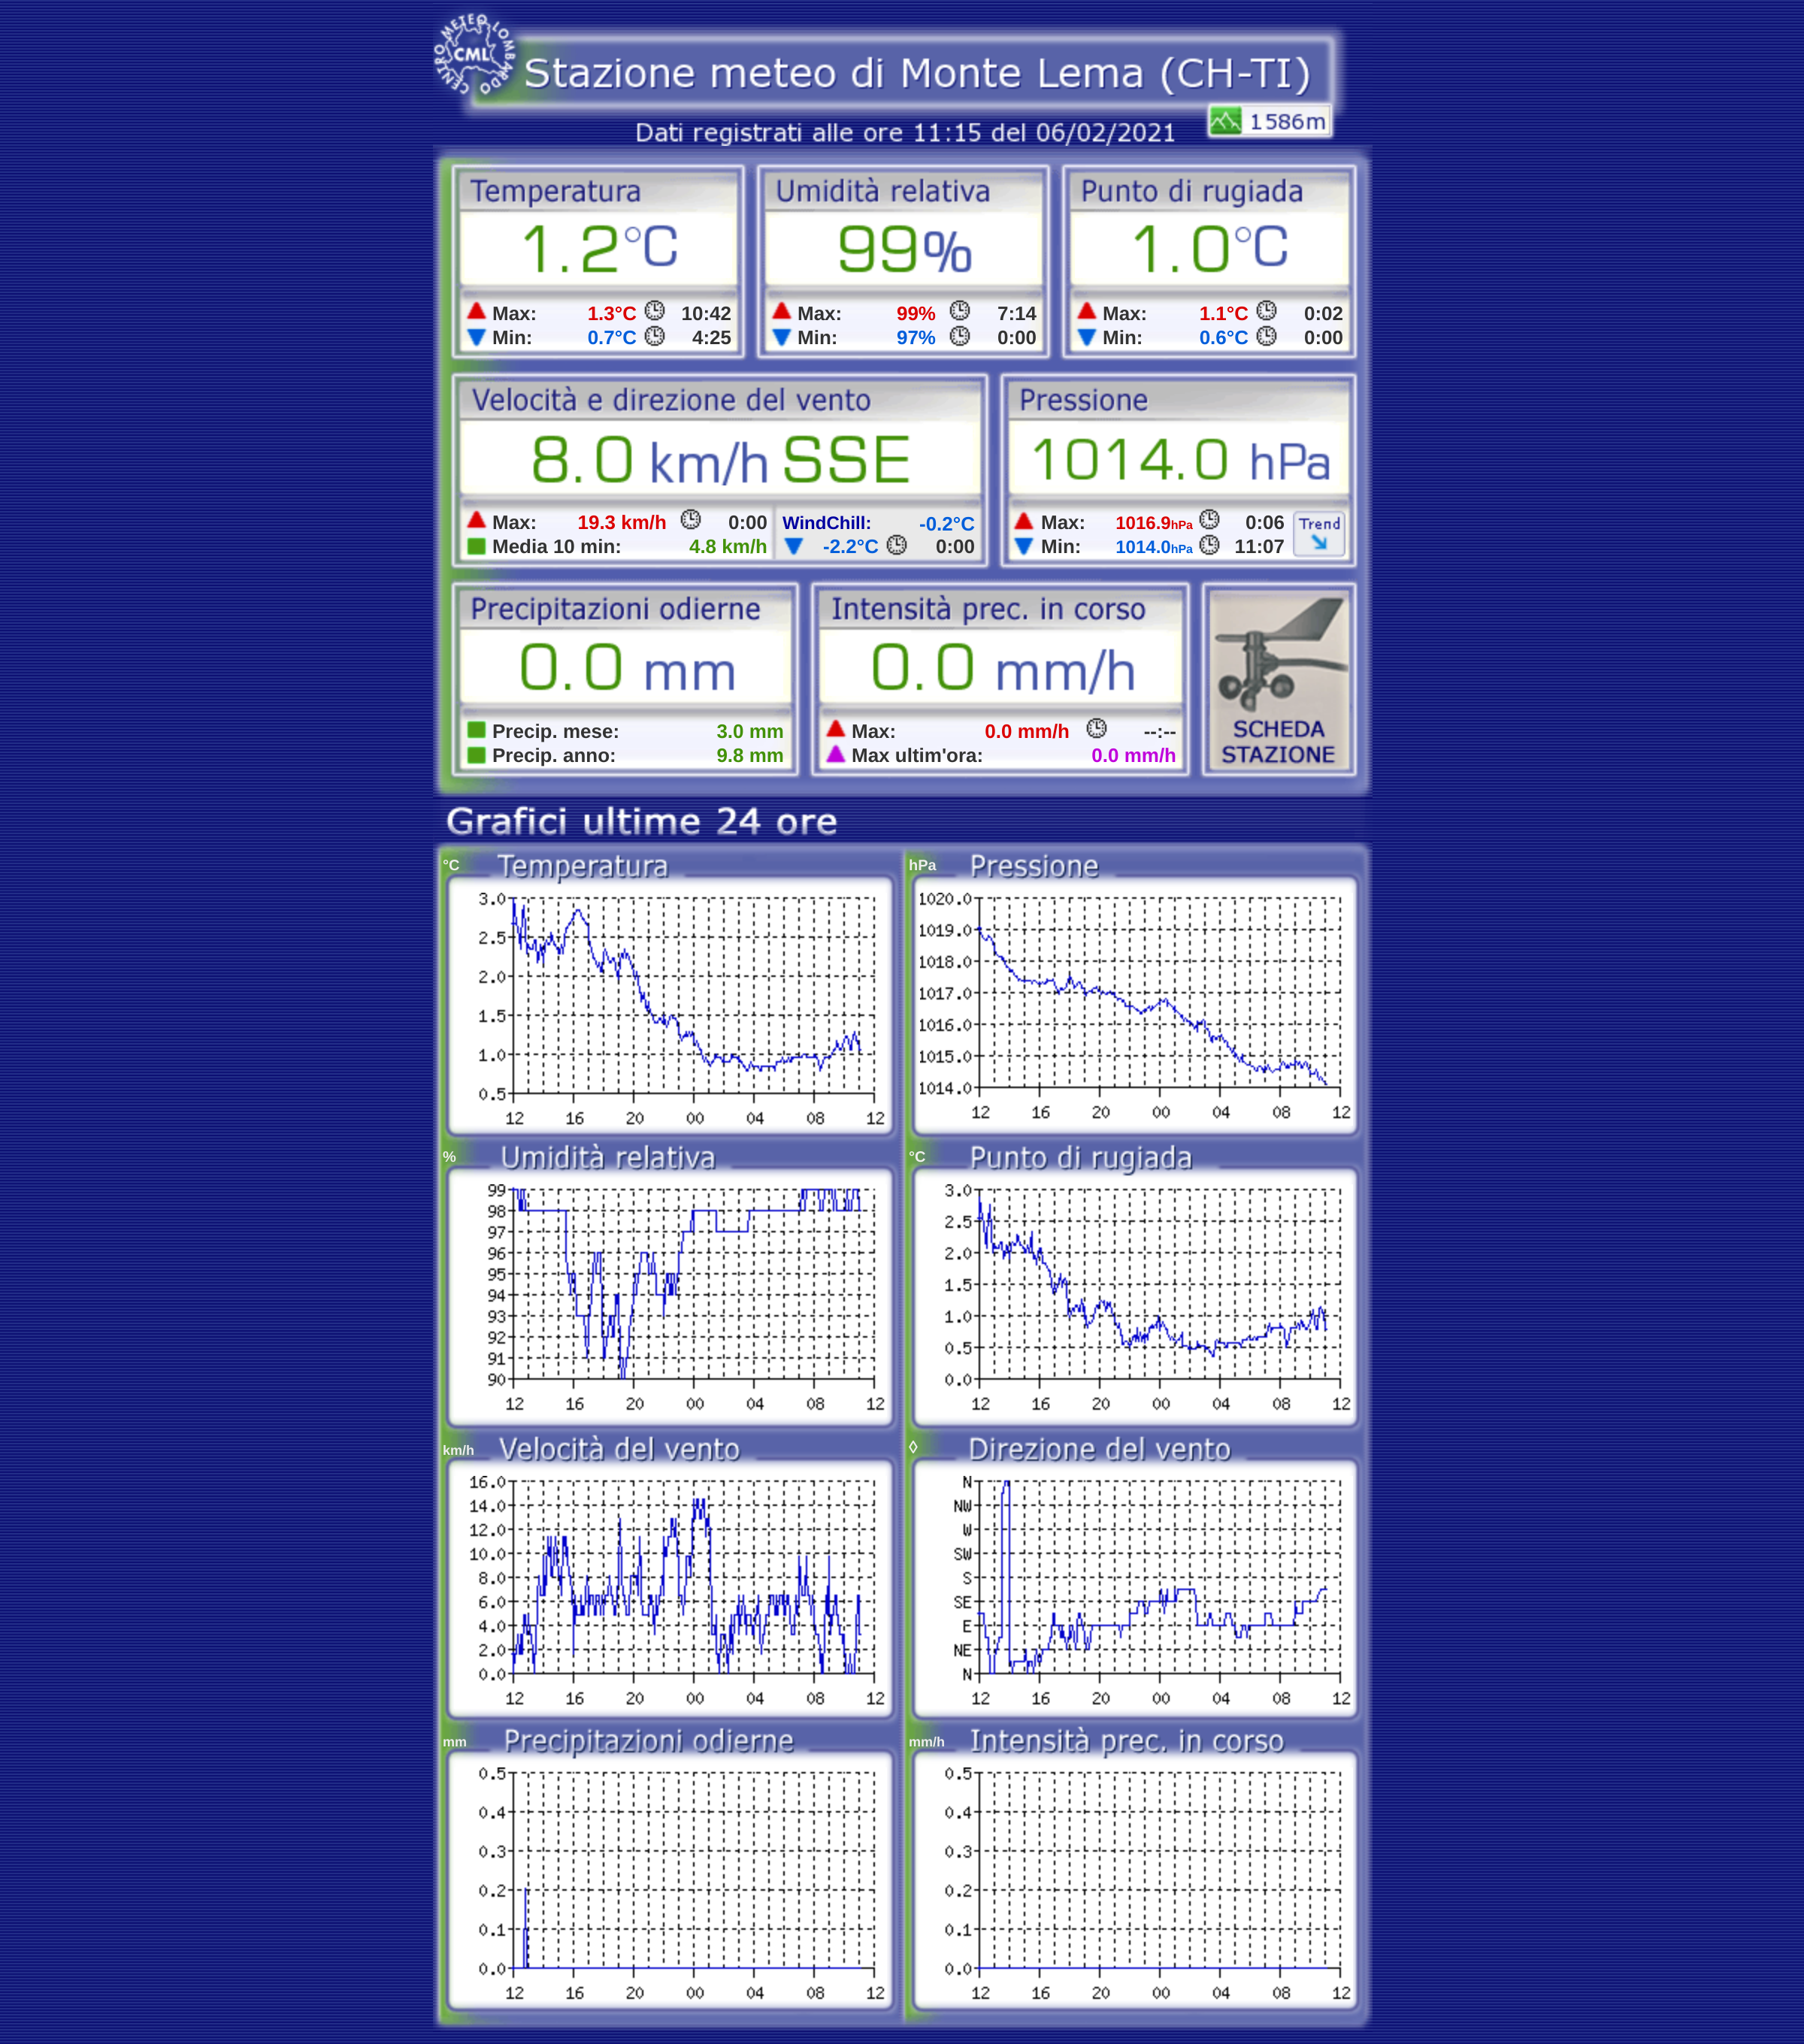 CENTRO METEO LOMBARDO
CML
Stazione meteo di Monte Lema (CH-TI)
1586m
Dati registrati alle ore 11:15 del 06/02/2021
Temperatura Umidità relativa Punto di rugiada
1.2°C 99% 1.0°C
Max: 1.3°C 10:42 Max: 99% 7:14 Max: 1.1°C 0:02
Min: 0.7°C 4:25 Min: 97% 0:00 Min: 0.6°C 0:00
Velocità e direzione del vento Pressione
8.0 km/h SSE 1014.0 hPa
Max: 19.3 km/h 0:00 WindChill: -0.2°C Max: 1016.9hPa 0:06 Trend
Media 10 min: 4.8 km/h -2.2°C 0:00 Min: 1014.0hPa 11:07
Precipitazioni odierne Intensità prec. in corso
0.0 mm 0.0 mm/h
Precip. mese: 3.0 mm Max: 0.0 mm/h --:-- SCHEDA
Precip. anno: 9.8 mm Max ultim'ora: 0.0 mm/h STAZIONE
Grafici ultime 24 ore
°C Temperatura
3.0
2.5
2.0
1.5
1.0
0.5
12 16 20 00 04 08 12
hPa Pressione
1020.0
1019.0
1018.0
1017.0
1016.0
1015.0
1014.0
12 16 20 00 04 08 12
% Umidità relativa
99
98
97
96
95
94
93
92
91
90
12 16 20 00 04 08 12
°C Punto di rugiada
3.0
2.5
2.0
1.5
1.0
0.5
0.0
12 16 20 00 04 08 12
km/h Velocità del vento
16.0
14.0
12.0
10.0
8.0
6.0
4.0
2.0
0.0
12 16 20 00 04 08 12
◊ Direzione del vento
N
NW
W
SW
S
SE
E
NE
N
12 16 20 00 04 08 12
mm Precipitazioni odierne
0.5
0.4
0.3
0.2
0.1
0.0
12 16 20 00 04 08 12
mm/h Intensità prec. in corso
0.5
0.4
0.3
0.2
0.1
0.0
12 16 20 00 04 08 12